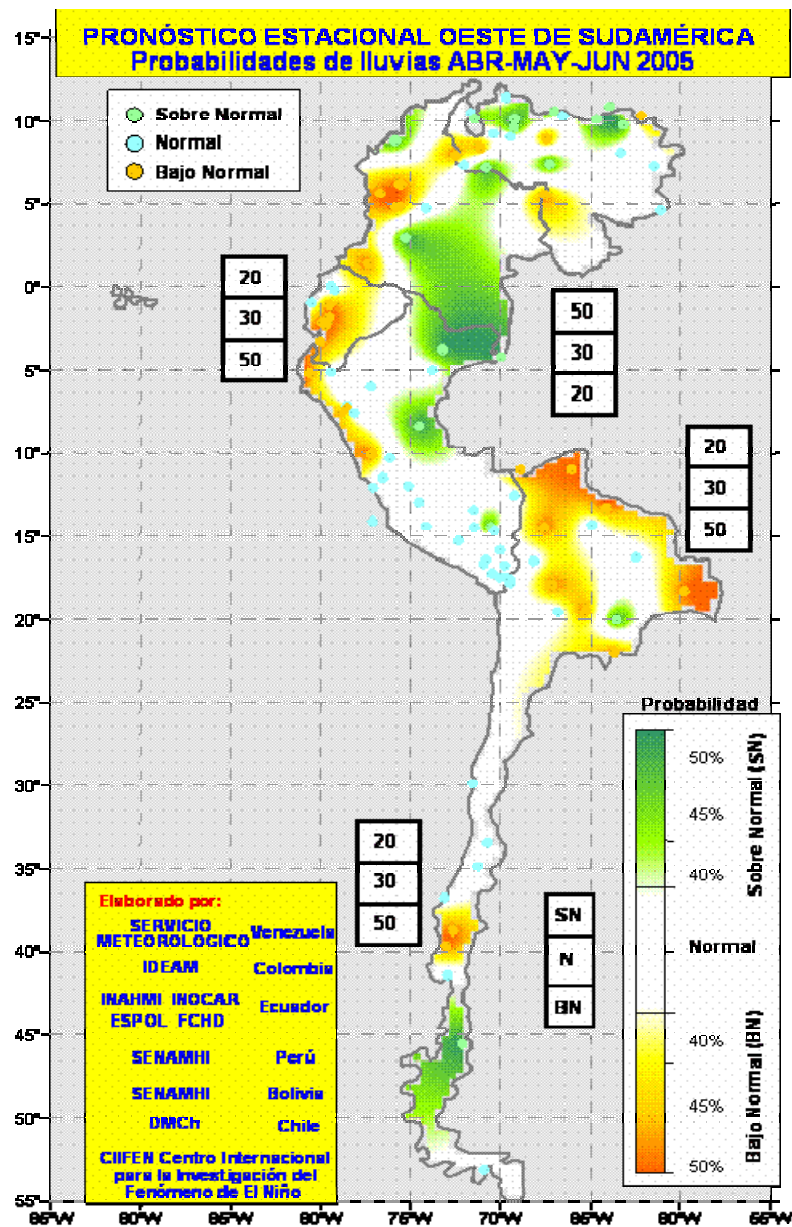 PRONÓSTICO ESTACIONAL OESTE DE SUDAMÉRICA
Probabilidades de lluvias ABR-MAY-JUN 2005
15°
10°
5°
0°
5°
10°
15°
20°
25°
30°
35°
40°
45°
50°
55°
Sobre Normal
Normal
Bajo Normal
20
30
50
50
30
20
20
30
50
20
30
50
SN
N
BN
Probabilidad
50%
45%
40%
Normal
40%
45%
50%
Sobre Normal (SN)
Bajo Normal (BN)
Elaborado por:
SERVICIO METEOROLOGICO Venezuela
IDEAM Colombia
INAHMI INOCAR ESPOL FCHD Ecuador
SENAMHI Perú
SENAMHI Bolivia
DMCh Chile
CIIFEN Centro Internacional
para la Investigación del
Fenómeno de El Niño
95°W 90°W 85°W 80°W 75°W 70°W 65°W 60°W 55°W